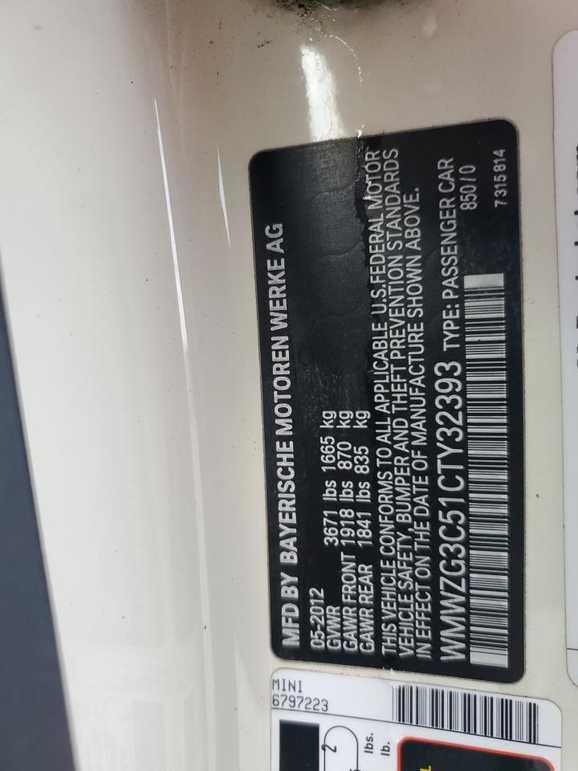 MFD BY BAYERISCHE MOTOREN WERKE AG
05-2012
GVWR 3671 lbs 1665 kg
GAWR FRONT 1918 lbs 870 kg
GAWR REAR 1841 lbs 835 kg
THIS VEHICLE CONFORMS TO ALL APPLICABLE U.S.FEDERAL MOTOR
VEHICLE SAFETY, BUMPER AND THEFT PREVENTION STANDARDS
IN EFFECT ON THE DATE OF MANUFACTURE SHOWN ABOVE.
WMWZG3C51CTY32393 TYPE: PASSENGER CAR
850/0
7315814
MINI
6797223
2
lbs.
lb.